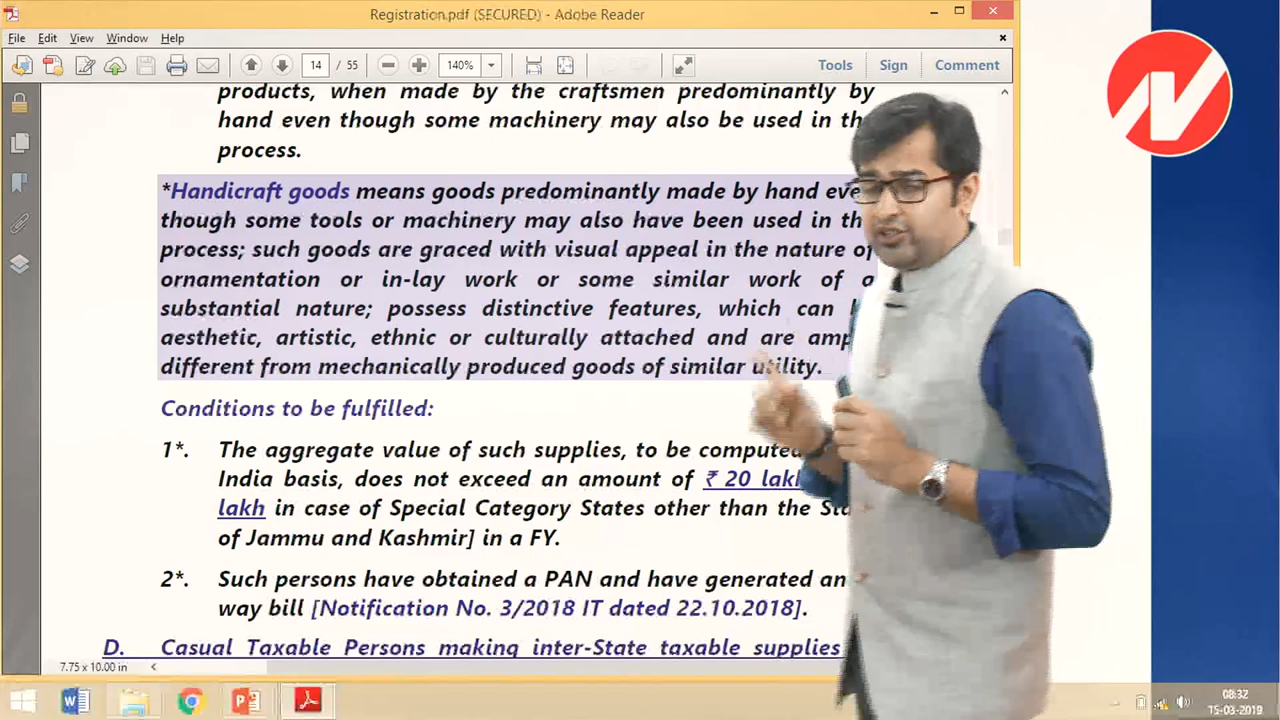 Registration.pdf (SECURED) - Adobe Reader
File Edit View Window Help
14 / 55 140% Tools Sign Comment
products, when made by the craftsmen predominantly by
hand even though some machinery may also be used in
process.
*Handicraft goods means goods predominantly made by hand
though some tools or machinery may also have been used in
process; such goods are graced with visual appeal in the nature of
ornamentation or in-lay work or some similar work of
substantial nature; possess distinctive features, which can
aesthetic, artistic, ethnic or culturally attached and are
different from mechanically produced goods of similar utility.
Conditions to be fulfilled:
1*. The aggregate value of such supplies, to be computed
India basis, does not exceed an amount of ₹ 20
lakh in case of Special Category States other than the
of Jammu and Kashmir] in a FY.
2*. Such persons have obtained a PAN and have generated
way bill [Notification No. 3/2018 IT dated 22.10.2018].
D. Casual Taxable Persons making inter-State taxable supplies
7.75 x 10.00 in
08:32
15-03-2019